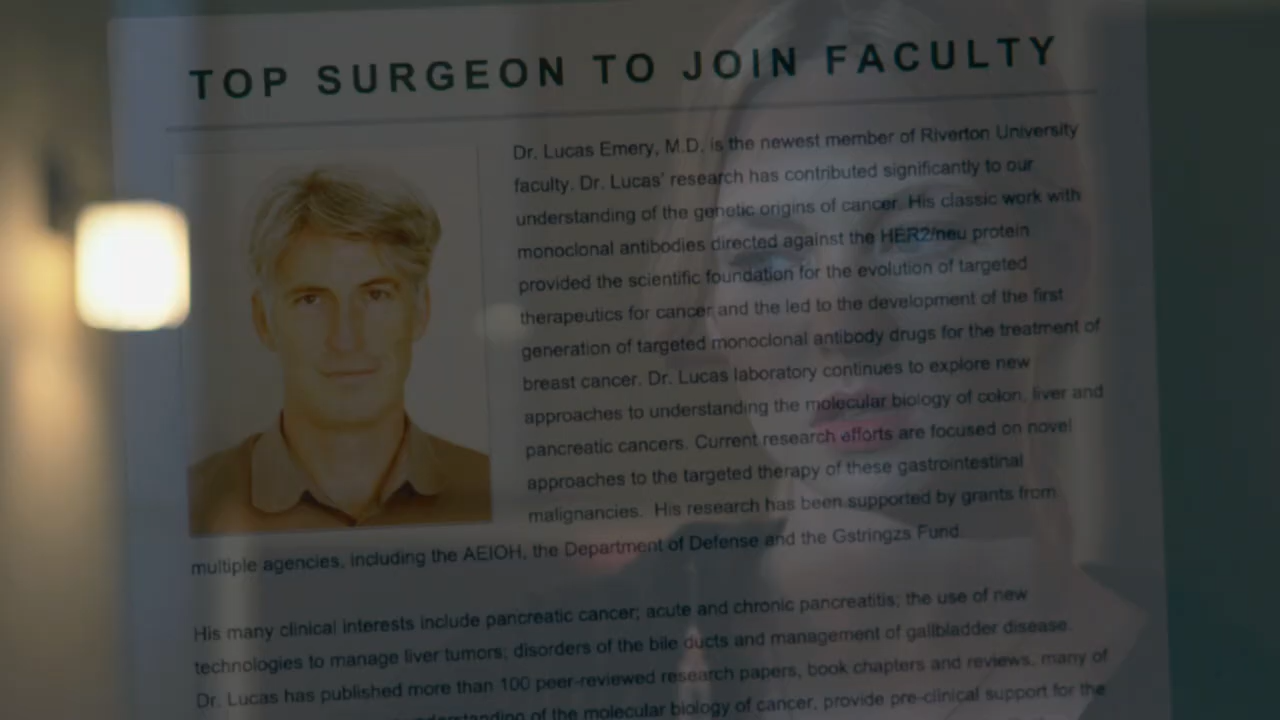 TOP SURGEON TO JOIN FACULTY
Dr. Lucas Emery, M.D. is the newest member of Riverton University
faculty. Dr. Lucas' research has contributed significantly to our
understanding of the genetic origins of cancer. His classic work with
monoclonal antibodies directed against the HER2/neu protein
provided the scientific foundation for the evolution of targeted
therapeutics for cancer and the led to the development of the first
generation of targeted monoclonal antibody drugs for the treatment of
breast cancer. Dr. Lucas laboratory continues to explore new
approaches to understanding the molecular biology of colon, liver and
pancreatic cancers. Current research efforts are focused on novel
approaches to the targeted therapy of these gastrointestinal
malignancies. His research has been supported by grants from
multiple agencies, including the AEIOH, the Department of Defense and the Gstringzs Fund
His many clinical interests include pancreatic cancer; acute and chronic pancreatitis; the use of new
technologies to manage liver tumors; disorders of the bile ducts and management of gallbladder disease.
Dr. Lucas has published more than 100 peer-reviewed research papers, book chapters and reviews, many of
of the molecular biology of cancer, provide pre-clinical support for the